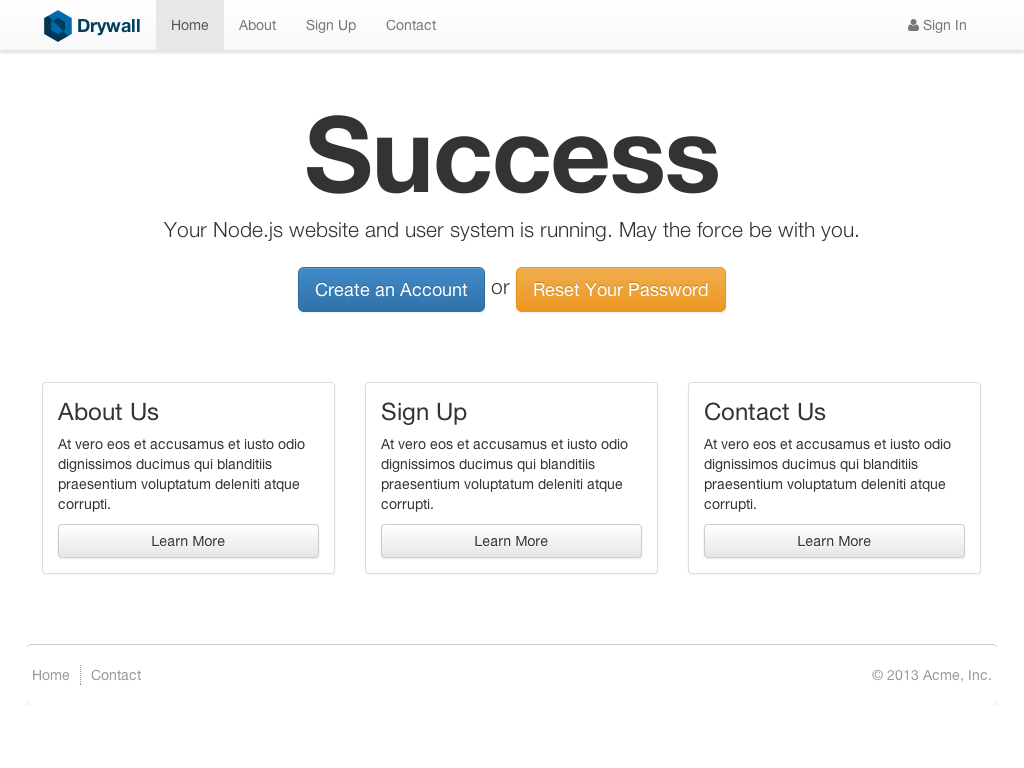 Drywall Home About Sign Up Contact Sign In
Success
Your Node.js website and user system is running. May the force be with you.
Create an Account or Reset Your Password
About Us
At vero eos et accusamus et iusto odio
dignissimos ducimus qui blanditiis
praesentium voluptatum deleniti atque
corrupti.
Learn More
Sign Up
At vero eos et accusamus et iusto odio
dignissimos ducimus qui blanditiis
praesentium voluptatum deleniti atque
corrupti.
Learn More
Contact Us
At vero eos et accusamus et iusto odio
dignissimos ducimus qui blanditiis
praesentium voluptatum deleniti atque
corrupti.
Learn More
Home Contact © 2013 Acme, Inc.